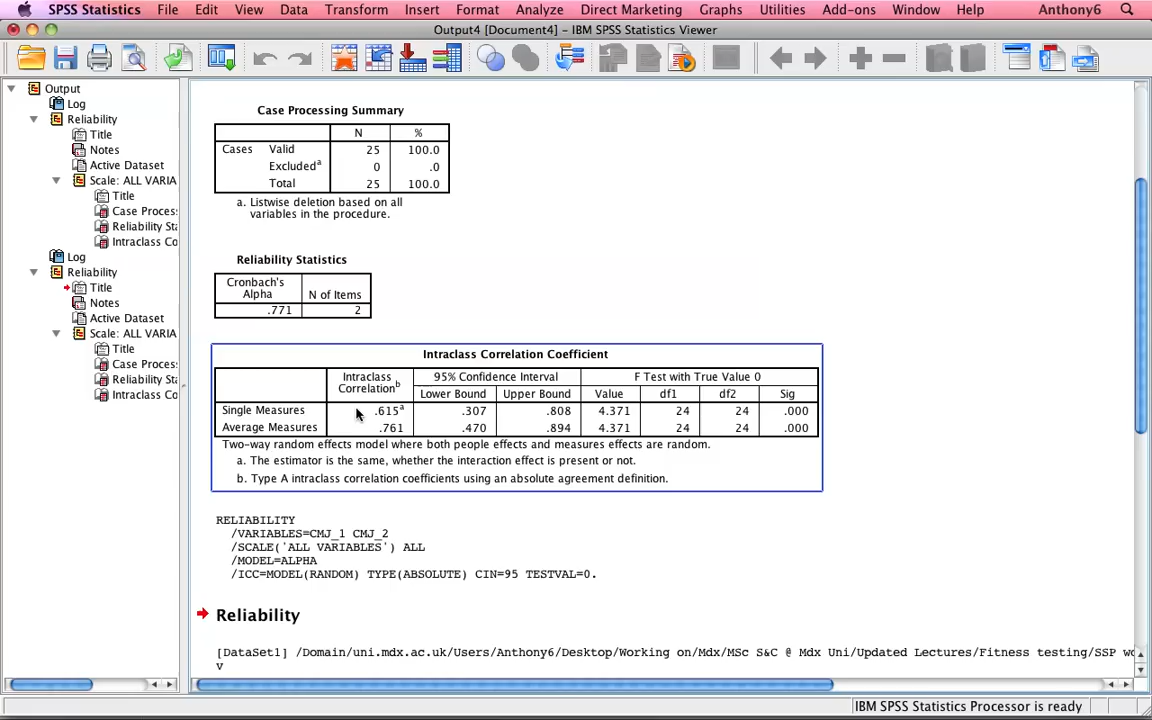 SPSS Statistics File Edit View Data Transform Insert Format Analyze Direct Marketing Graphs Utilities Add-ons Window Help Anthony6
Output4 [Document4] – IBM SPSS Statistics Viewer
Output
Log
Reliability
Title
Notes
Active Dataset
Scale: ALL VARIA
Title
Case Process
Reliability Sta
Intraclass Co
Log
Reliability
Title
Notes
Active Dataset
Scale: ALL VARIA
Title
Case Process
Reliability Sta
Intraclass Co
Case Processing Summary
N %
Cases Valid 25 100.0
Excludedª 0 .0
Total 25 100.0
a. Listwise deletion based on all
variables in the procedure.
Reliability Statistics
Cronbach's
Alpha N of Items
.771 2
Intraclass Correlation Coefficient
Intraclass 95% Confidence Interval F Test with True Value 0
Correlationᵇ Lower Bound Upper Bound Value df1 df2 Sig
Single Measures .615ª .307 .808 4.371 24 24 .000
Average Measures .761 .470 .894 4.371 24 24 .000
Two-way random effects model where both people effects and measures effects are random.
a. The estimator is the same, whether the interaction effect is present or not.
b. Type A intraclass correlation coefficients using an absolute agreement definition.
RELIABILITY
/VARIABLES=CMJ_1 CMJ_2
/SCALE('ALL VARIABLES') ALL
/MODEL=ALPHA
/ICC=MODEL(RANDOM) TYPE(ABSOLUTE) CIN=95 TESTVAL=0.
Reliability
[DataSet1] /Domain/uni.mdx.ac.uk/Users/Anthony6/Desktop/Working on/Mdx/MSc S&C @ Mdx Uni/Updated Lectures/Fitness testing/SSP wo
v
IBM SPSS Statistics Processor is ready